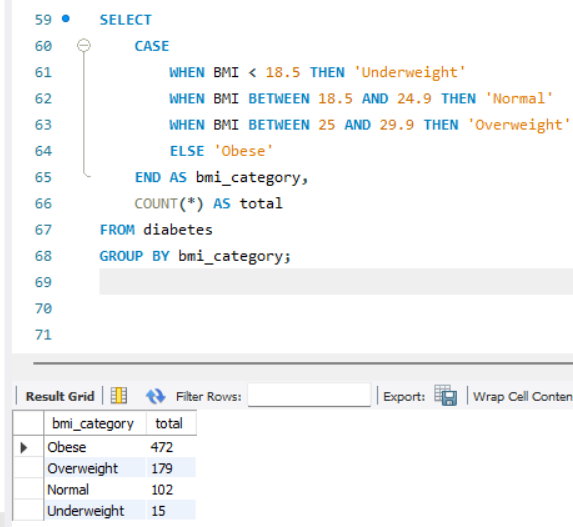 59 SELECT
60 CASE
61 WHEN BMI < 18.5 THEN 'Underweight'
62 WHEN BMI BETWEEN 18.5 AND 24.9 THEN 'Normal'
63 WHEN BMI BETWEEN 25 AND 29.9 THEN 'Overweight'
64 ELSE 'Obese'
65 END AS bmi_category,
66 COUNT(*) AS total
67 FROM diabetes
68 GROUP BY bmi_category;
69
70
71
Result Grid Filter Rows: Export: Wrap Cell Conten
bmi_category total
Obese 472
Overweight 179
Normal 102
Underweight 15